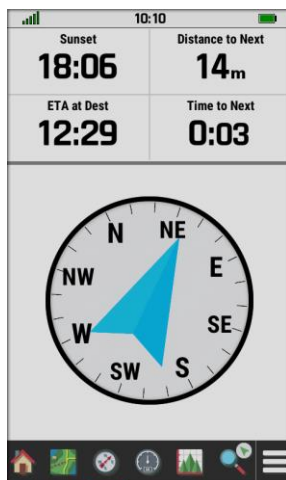 10:10
Sunset
18:06
Distance to Next
14m
ETA at Dest
12:29
Time to Next
0:03
N
NE
E
SE
S
SW
W
NW